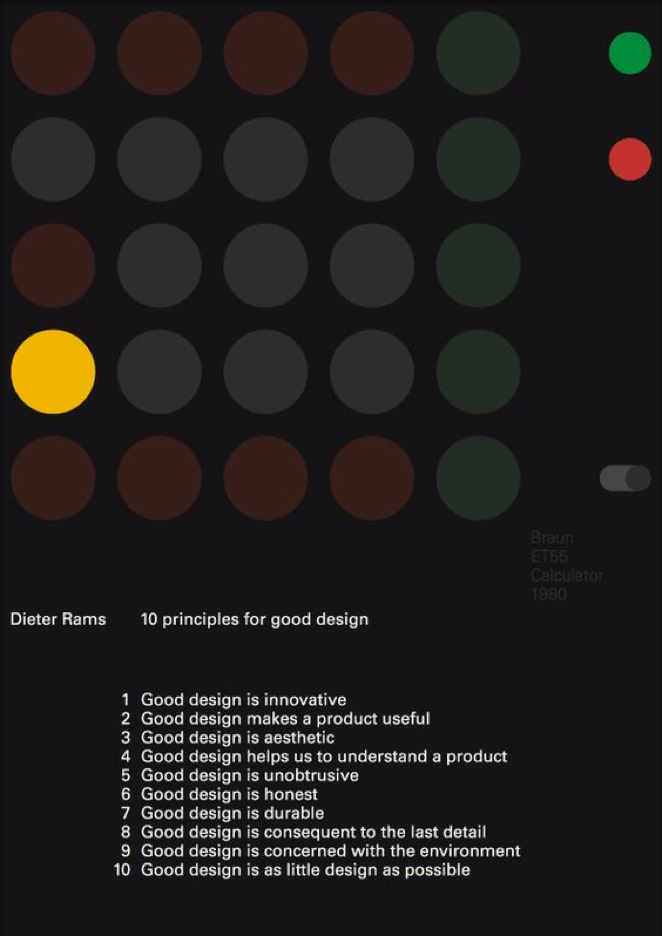 Braun
ET55
Calculator
1980
Dieter Rams 10 principles for good design
1 Good design is innovative
2 Good design makes a product useful
3 Good design is aesthetic
4 Good design helps us to understand a product
5 Good design is unobtrusive
6 Good design is honest
7 Good design is durable
8 Good design is consequent to the last detail
9 Good design is concerned with the environment
10 Good design is as little design as possible